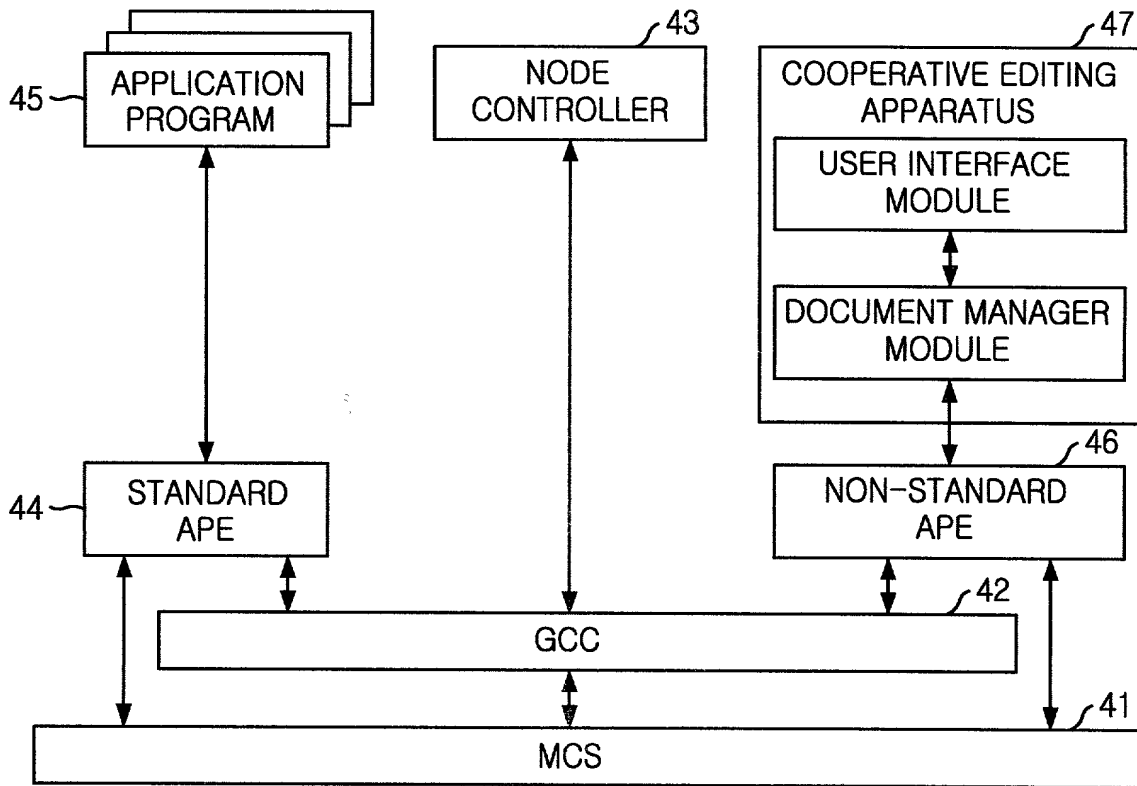 45
APPLICATION
PROGRAM
43
NODE
CONTROLLER
47
COOPERATIVE EDITING
APPARATUS
USER INTERFACE
MODULE
DOCUMENT MANAGER
MODULE
44
STANDARD
APE
46
NON-STANDARD
APE
42
GCC
41
MCS